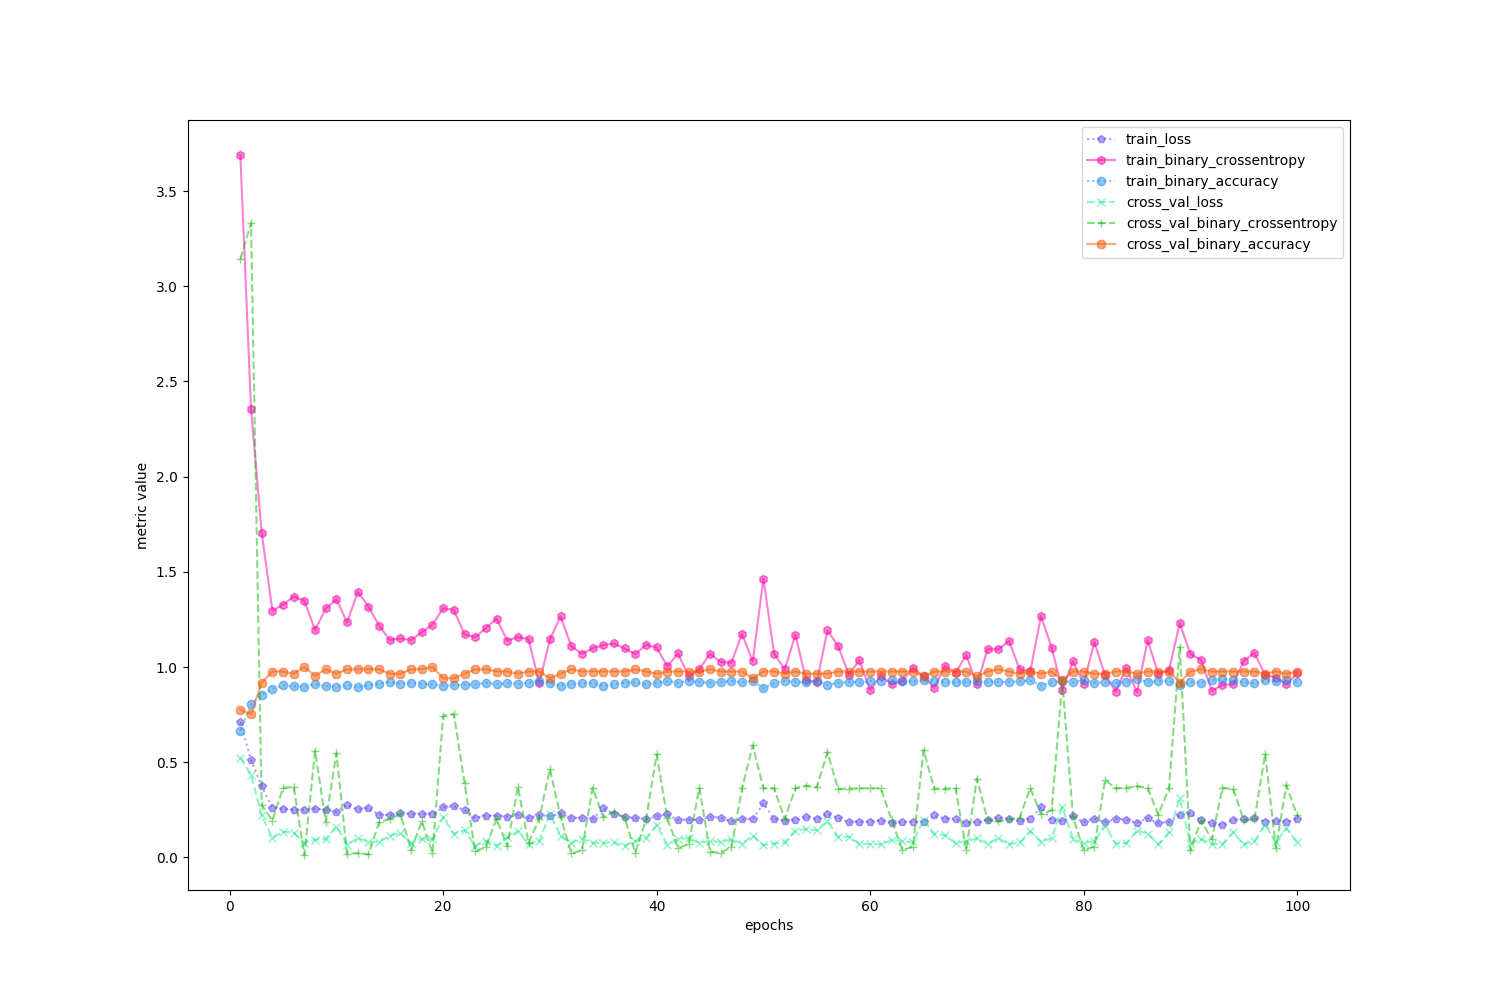 train_loss
train_binary_crossentropy
train_binary_accuracy
cross_val_loss
cross_val_binary_crossentropy
cross_val_binary_accuracy
3.5
3.0
2.5
2.0
1.5
1.0
0.5
0.0
metric value
0 20 40 60 80 100
epochs